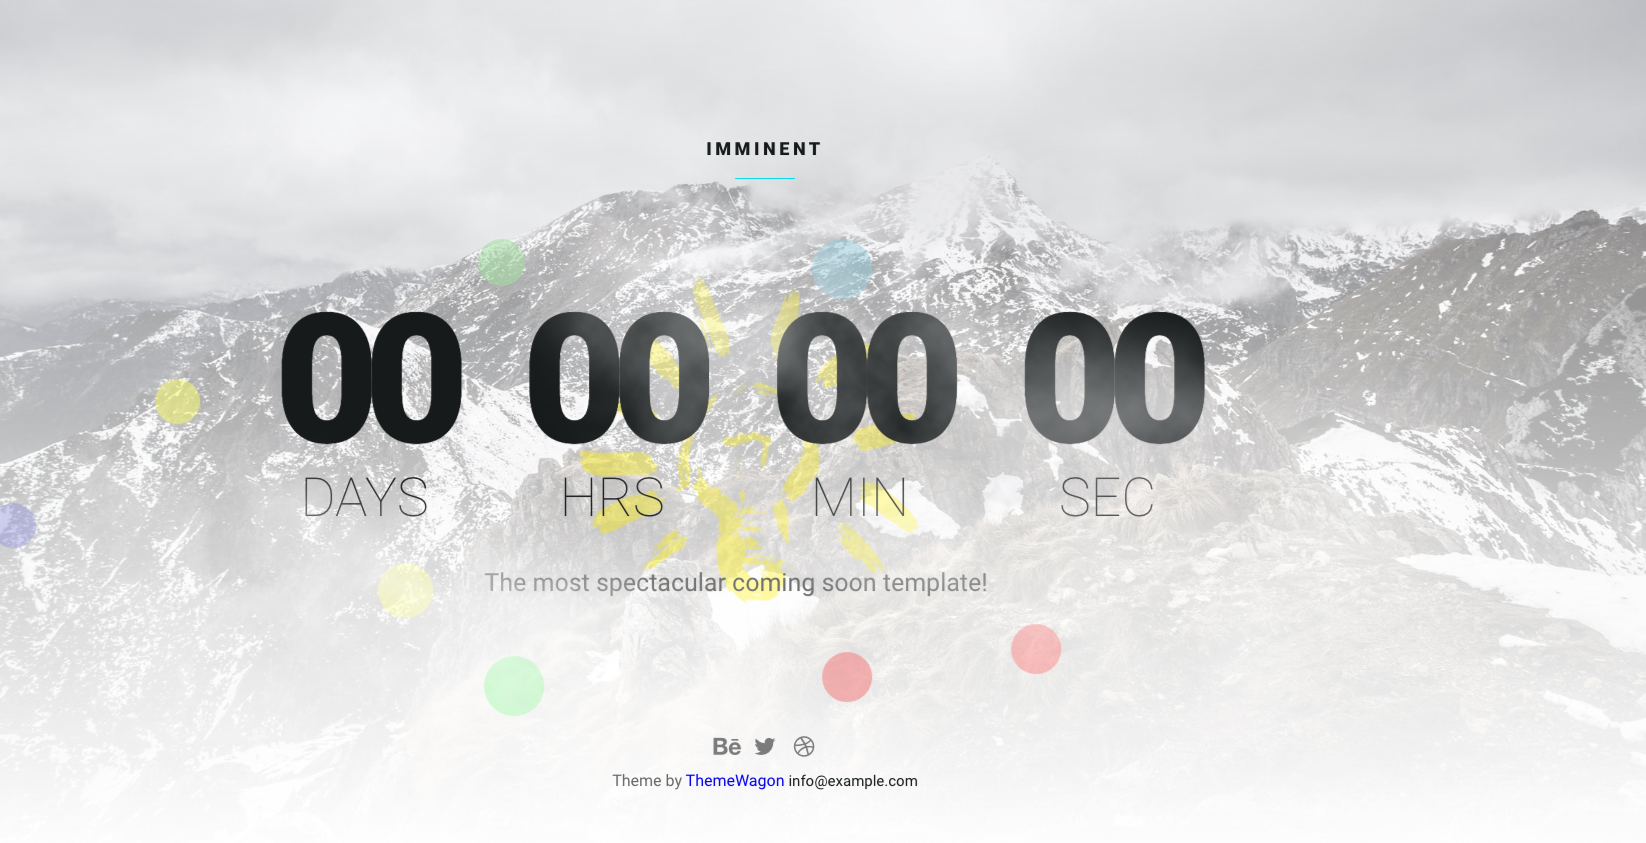 IMMINENT
00 00 00 00
DAYS HRS MIN SEC
The most spectacular coming soon template!
Bē
Theme by ThemeWagon info@example.com